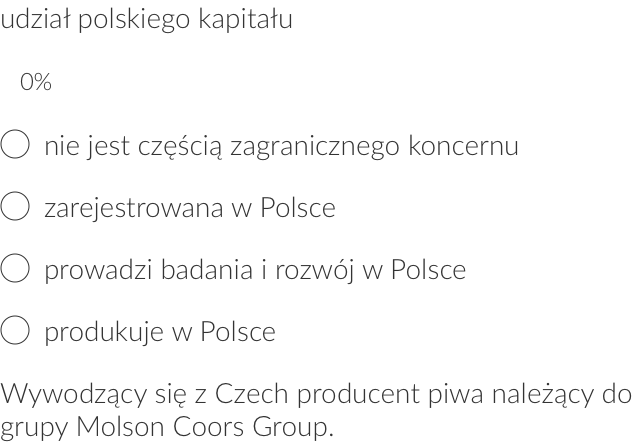 udział polskiego kapitału
0%
nie jest częścią zagranicznego koncernu
zarejestrowana w Polsce
prowadzi badania i rozwój w Polsce
produkuje w Polsce
Wywodzący się z Czech producent piwa należący do
grupy Molson Coors Group.